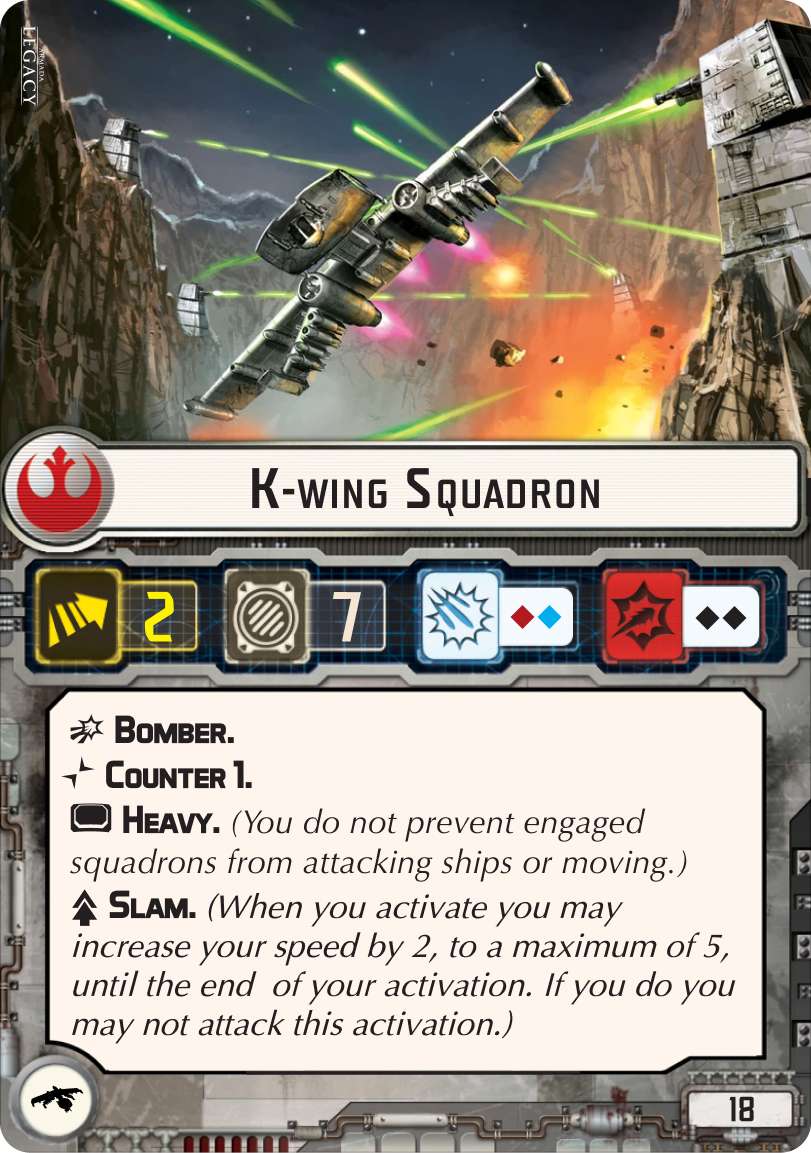 ARMADA
LEGACY
K-WING SQUADRON
2
7
BOMBER.
COUNTER 1.
HEAVY. (You do not prevent engaged
squadrons from attacking ships or moving.)
SLAM. (When you activate you may
increase your speed by 2, to a maximum of 5,
until the end of your activation. If you do you
may not attack this activation.)
18